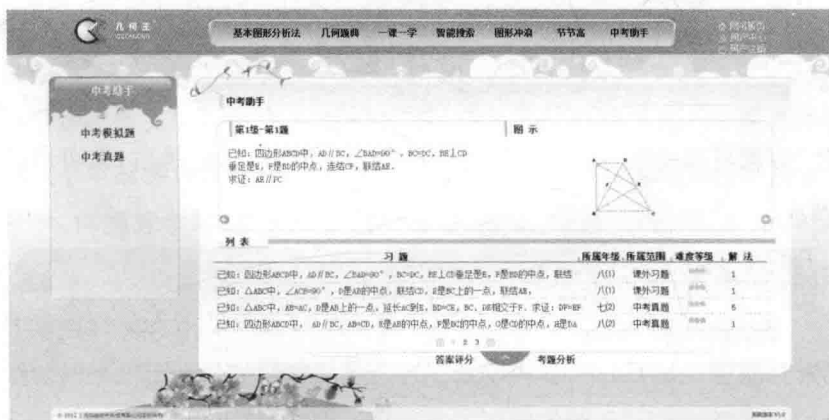 几何王
GEOMKING
基本图形分析法 几何题典 一课一学 智能搜索 图形冲浪 节节高 中考助手
中考助手
中考模拟题
中考真题
中考助手
第1级-第1题
图示
已知：四边形ABCD中，AD∥BC，∠BAD=90°，BC=DC，BE⊥CD
垂足是E，F是BD的中点，连结CF，联结AE.
求证：AE∥FC
列表
习题 所属年级 所属范围 难度等级 解法
已知：四边形ABCD中，AD∥BC，∠BAD=90°，BC=DC，BE⊥CD垂足是E，F是BD的中点，联结 八(1) 课外习题 1
已知：△ABC中，∠ACB=90°，D是AB的中点，联结CD，E是BC上的一点，联结AE， 八(1) 课外习题 1
已知：△ABC中，AB=AC，D是AB上的一点，延长AC到E，BD=CE，BC、DE相交于F．求证：DF=EF 七(2) 中考真题 6
已知：四边形ABCD中，AD∥BC，AB=CD，E是AB的中点，F是BC的中点，G是CD的中点，H是DA 八(2) 中考真题 1
1 2 3
答案评分 考题分析